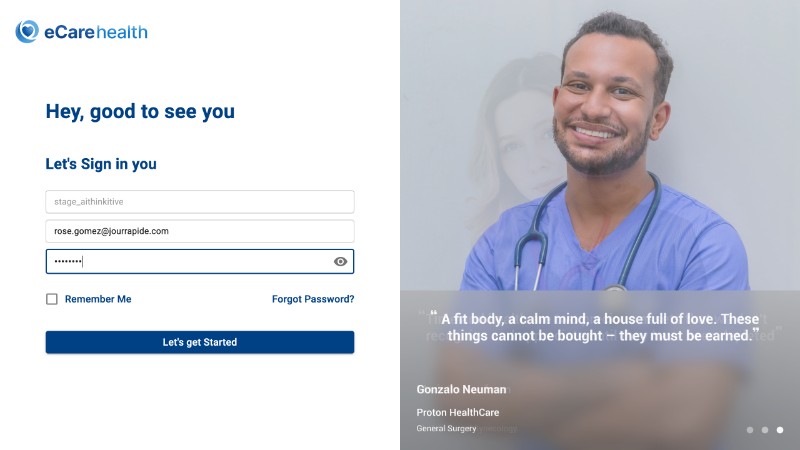 eCarehealth
Hey, good to see you
Let's Sign in you
stage_aithinkitive
rose.gomez@jourrapide.com
••••••••
Remember Me
Forgot Password?
Let's get Started
❝ A fit body, a calm mind, a house full of love. These
things cannot be bought – they must be earned.❞
Gonzalo Neuman
Proton HealthCare
General Surgery